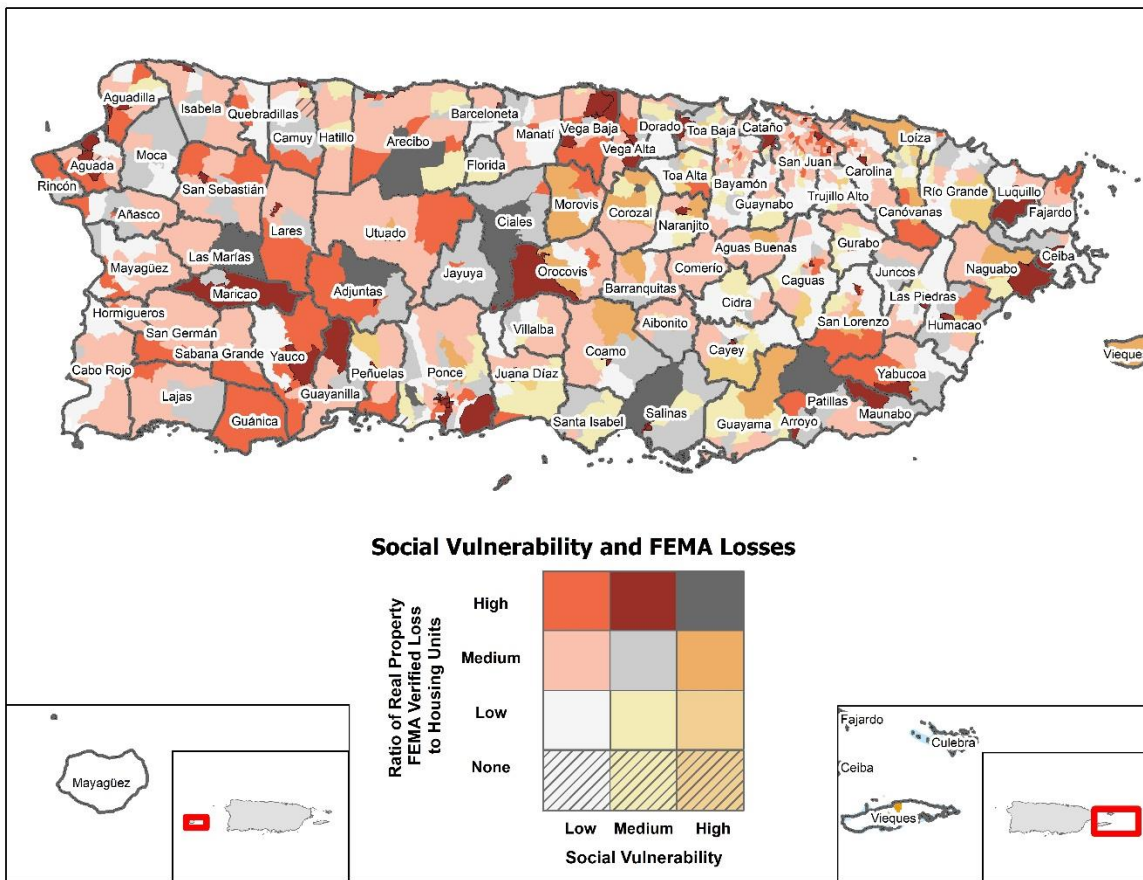 Aguadilla
Isabela
Quebradillas
Camuy
Hatillo
Arecibo
Barceloneta
Manatí
Vega Baja
Vega Alta
Dorado
Toa Baja
Cataño
San Juan
Loíza
Carolina
Aguada
Moca
Rincón
San Sebastián
Florida
Toa Alta
Bayamón
Guaynabo
Trujillo Alto
Canóvanas
Río Grande
Luquillo
Fajardo
Añasco
Lares
Utuado
Ciales
Morovis
Corozal
Naranjito
Aguas Buenas
Gurabo
Ceiba
Mayagüez
Las Marías
Maricao
Adjuntas
Jayuya
Orocovis
Barranquitas
Comerío
Cidra
Caguas
Juncos
Naguabo
Las Piedras
Humacao
Hormigueros
San Germán
Sabana Grande
Yauco
Villalba
Aibonito
San Lorenzo
Cabo Rojo
Lajas
Guánica
Guayanilla
Peñuelas
Ponce
Juana Díaz
Coamo
Cayey
Yabucoa
Vieques
Santa Isabel
Salinas
Guayama
Arroyo
Patillas
Maunabo
Social Vulnerability and FEMA Losses
Ratio of Real Property
FEMA Verified Loss
to Housing Units
High
Medium
Low
None
Low
Medium
High
Social Vulnerability
Mayagüez
Fajardo
Culebra
Ceiba
Vieques